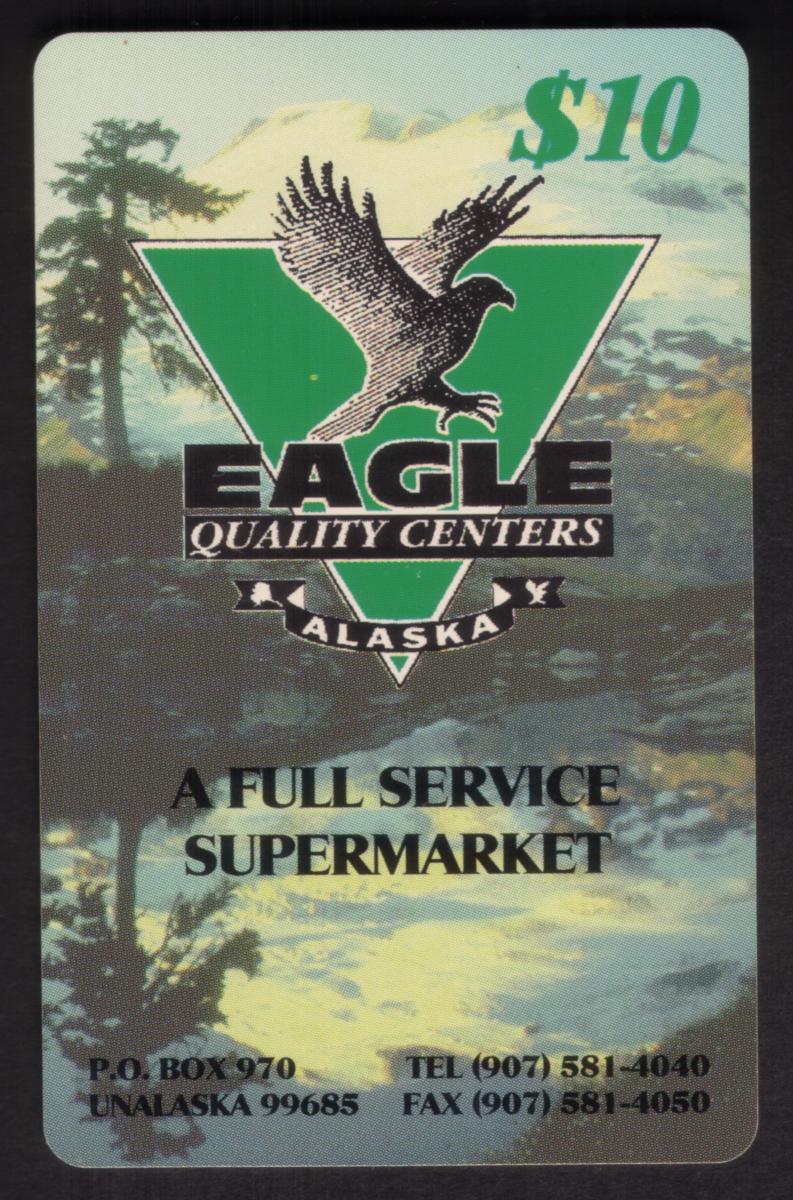 $10
EAGLE
QUALITY CENTERS
ALASKA
A FULL SERVICE
SUPERMARKET
P.O. BOX 970 TEL (907) 581-4040
UNALASKA 99685 FAX (907) 581-4050